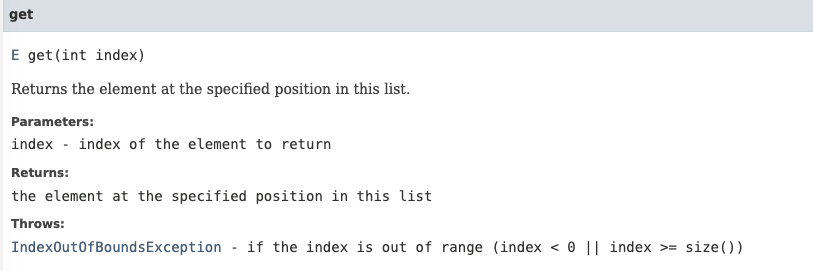 get
E get(int index)
Returns the element at the specified position in this list.
Parameters:
index - index of the element to return
Returns:
the element at the specified position in this list
Throws:
IndexOutOfBoundsException - if the index is out of range (index < 0 || index >= size())